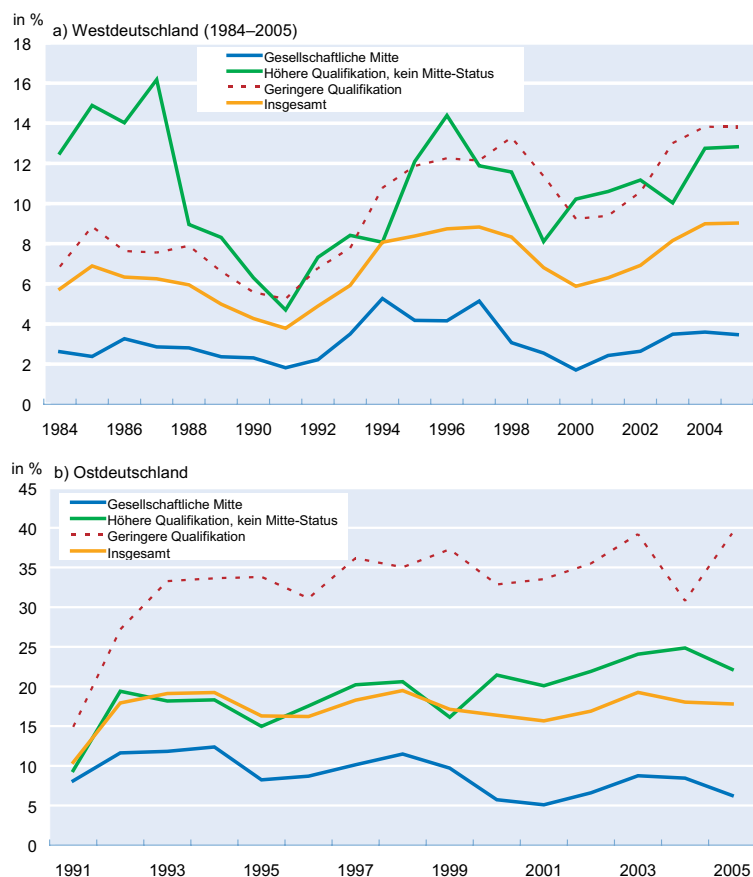 in %
a) Westdeutschland (1984–2005)
18
Gesellschaftliche Mitte
Höhere Qualifikation, kein Mitte-Status
Geringere Qualifikation
Insgesamt
16
14
12
10
8
6
4
2
0
1984 1986 1988 1990 1992 1994 1996 1998 2000 2002 2004
in % b) Ostdeutschland
45
Gesellschaftliche Mitte
Höhere Qualifikation, kein Mitte-Status
Geringere Qualifikation
Insgesamt
40
35
30
25
20
15
10
5
0
1991 1993 1995 1997 1999 2001 2003 2005